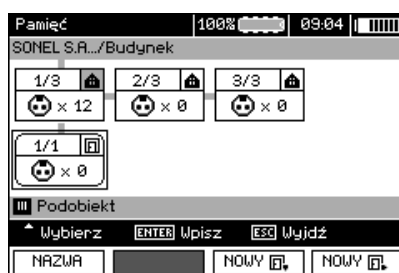 Pamięć 100% 09:04
SONEL S.A.../Budynek
1/3 2/3 3/3
x 12 x 0 x 0
1/1
x 0
Podobiekt
Wybierz ENTER Wpisz ESC Wyjdź
NAZWA NOWY NOWY